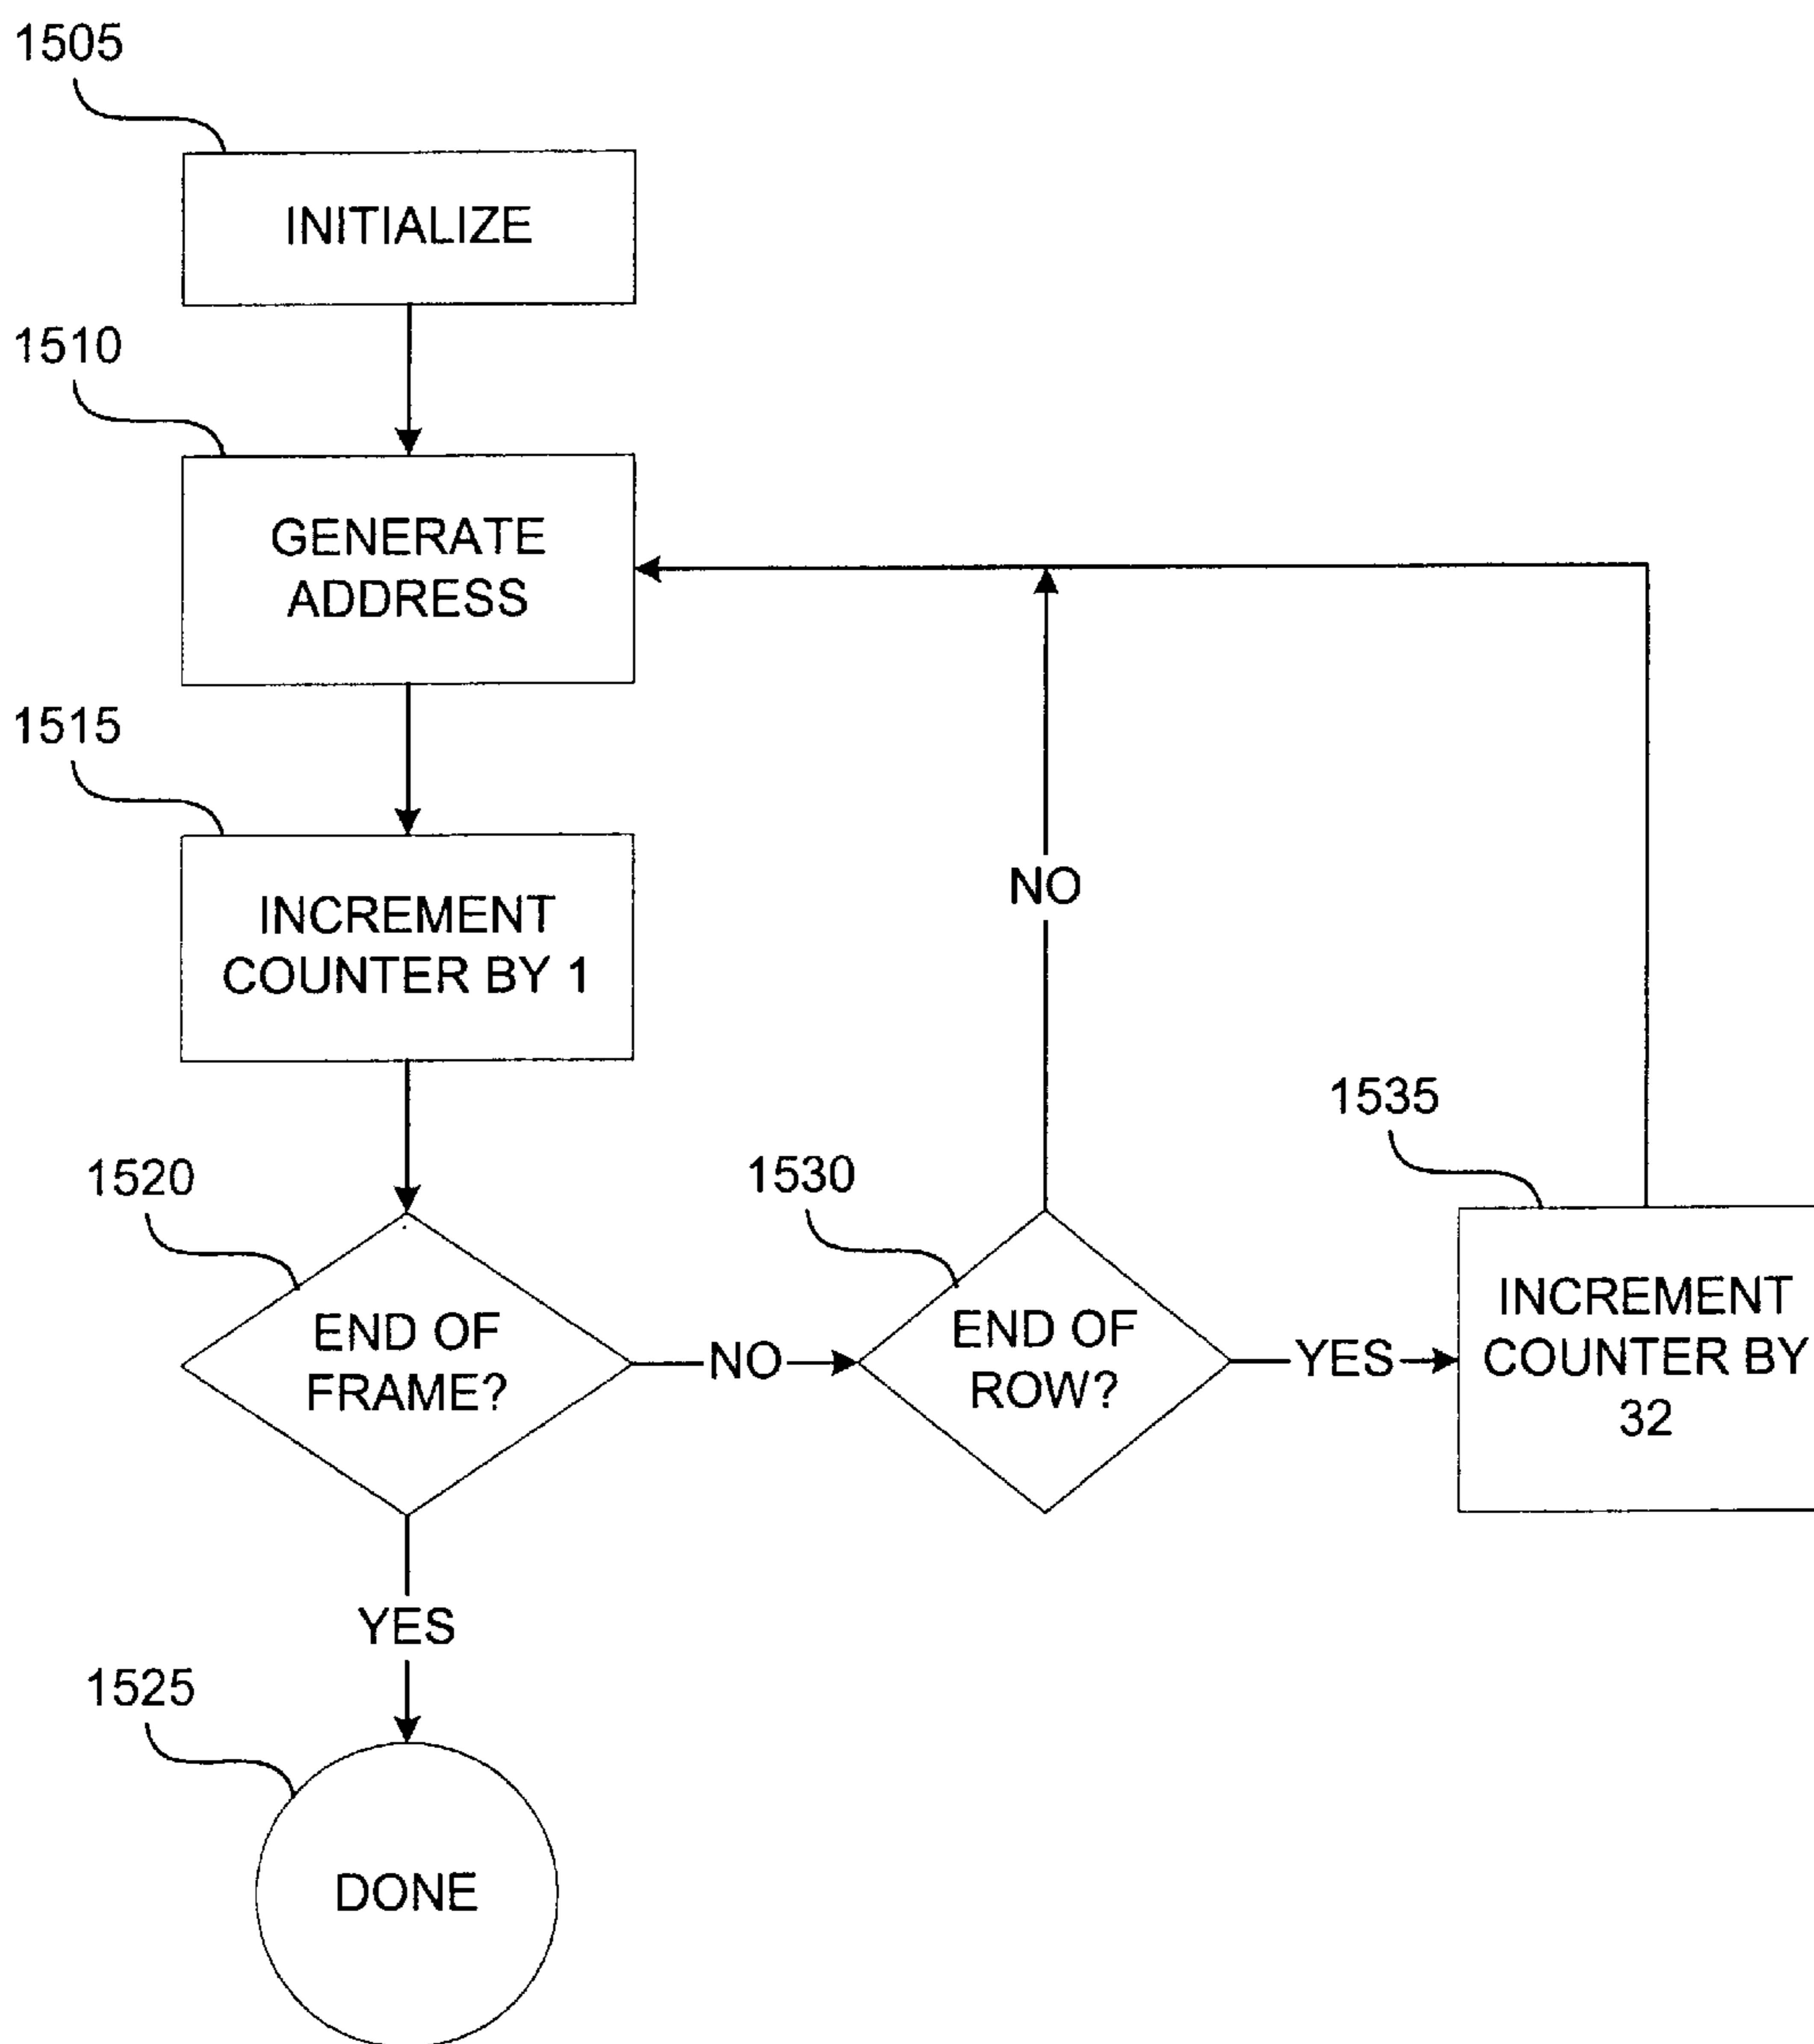 1505
INITIALIZE
1510
GENERATE
ADDRESS
1515
INCREMENT
COUNTER BY 1
NO
1520
END OF
FRAME?
NO
1530
END OF
ROW?
YES
1535
INCREMENT
COUNTER BY
32
YES
1525
DONE